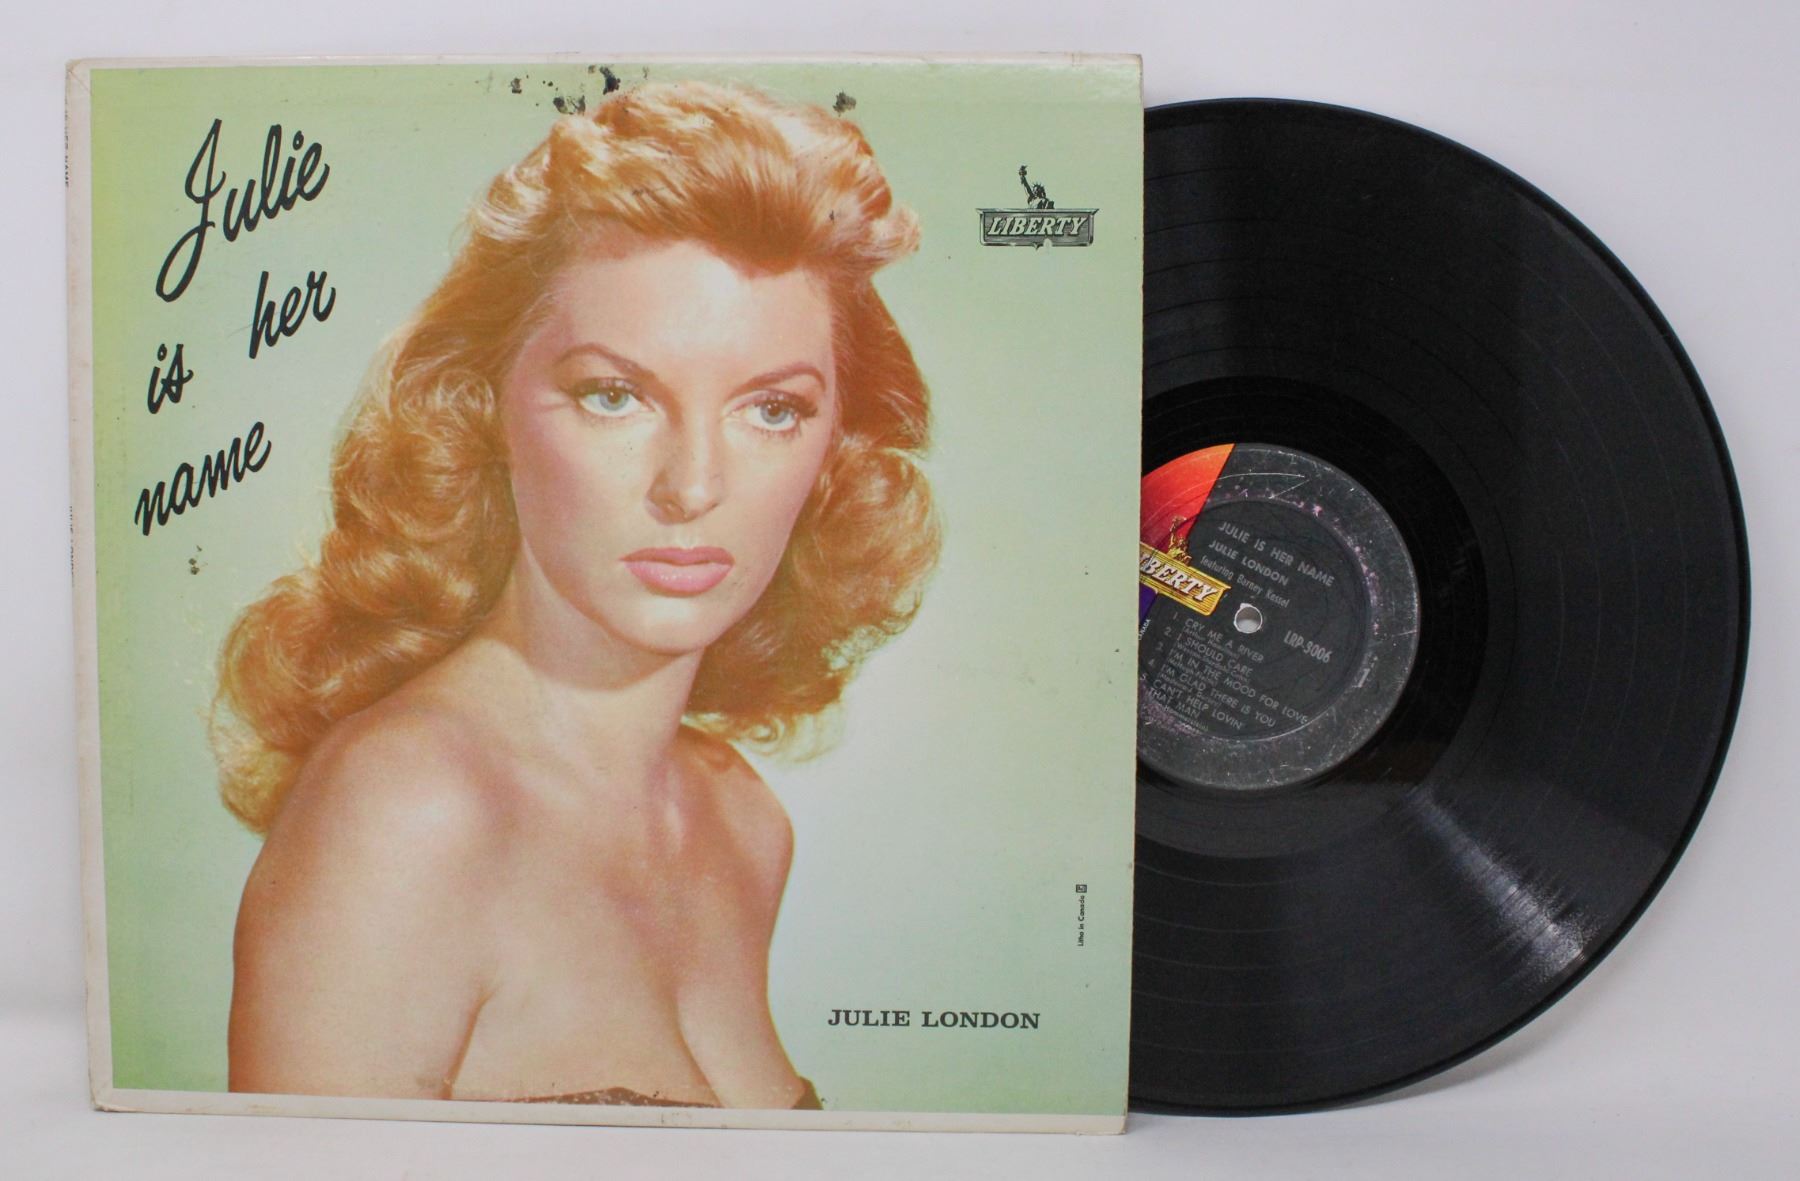 Julie
is her
name
LIBERTY
Litho in Canada
JULIE LONDON
JULIE IS HER NAME
JULIE LONDON
featuring Barney Kessel
LIBERTY
CANADA
LRP-3006
1
1. CRY ME A RIVER
2. I SHOULD CARE
3. I'M IN THE MOOD FOR LOVE
4. I'M GLAD THERE IS YOU
5. CAN'T HELP LOVIN'
THAT MAN